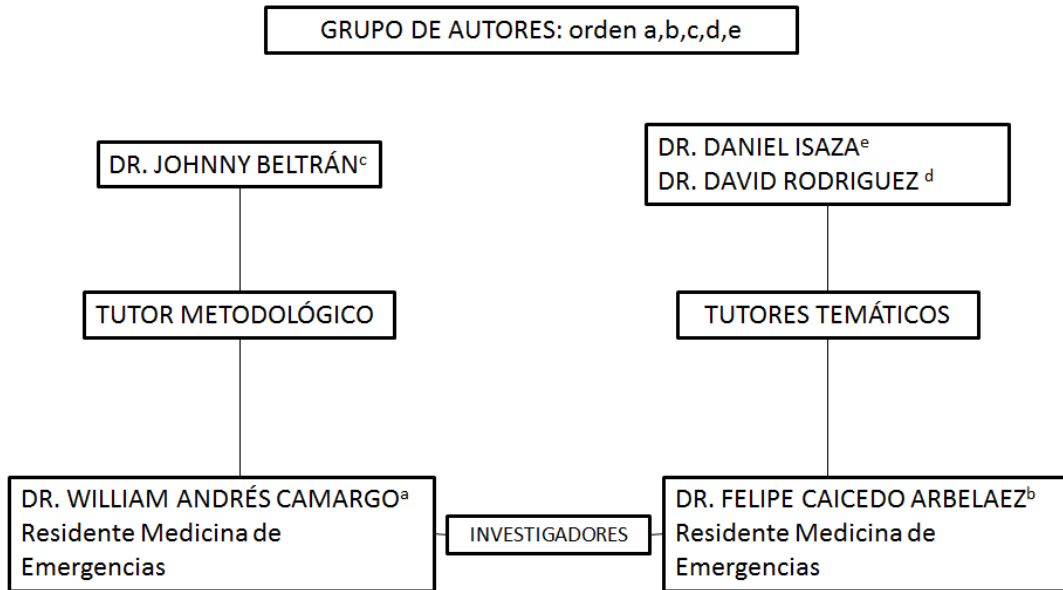 GRUPO DE AUTORES: orden a,b,c,d,e
DR. JOHNNY BELTRÁNᶜ
DR. DANIEL ISAZAᵉ
DR. DAVID RODRIGUEZ ᵈ
TUTOR METODOLÓGICO
TUTORES TEMÁTICOS
DR. WILLIAM ANDRÉS CAMARGOᵃ
Residente Medicina de
Emergencias
INVESTIGADORES
DR. FELIPE CAICEDO ARBELAEZᵇ
Residente Medicina de
Emergencias